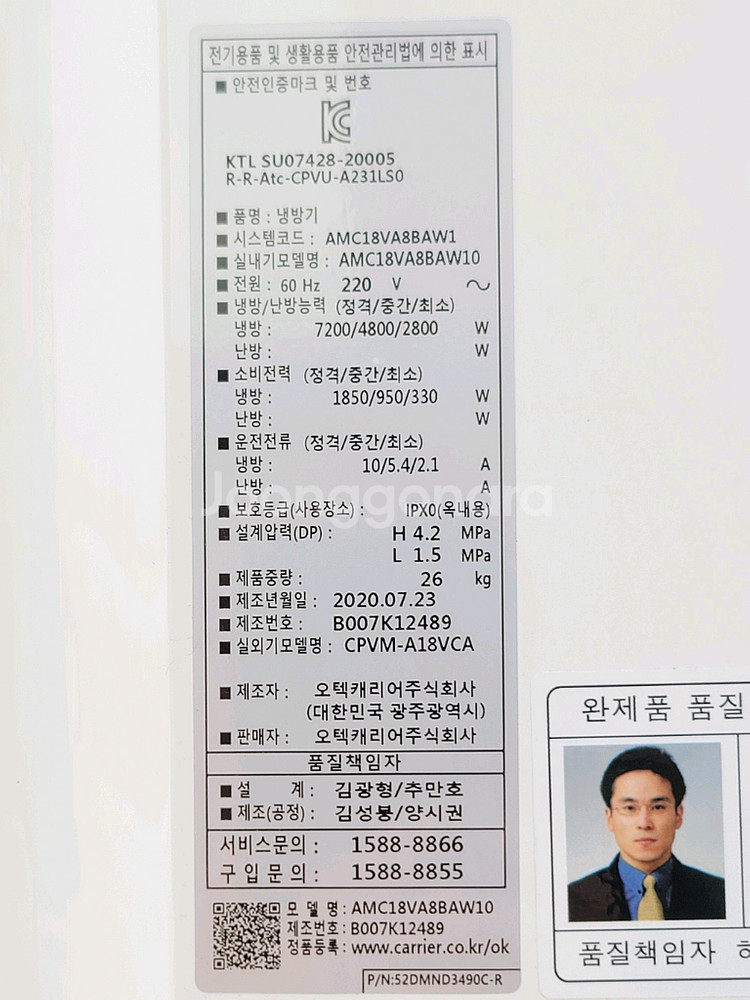 전기용품 및 생활용품 안전관리법에 의한 표시
■ 안전인증마크 및 번호
KC
KTL SU07428-20005
R-R-Atc-CPVU-A231LS0
■ 품명 : 냉방기
■ 시스템코드 : AMC18VA8BAW1
■ 실내기모델명 : AMC18VA8BAW10
■ 전원 : 60 Hz 220 V ～
■ 냉방/난방능력 (정격/중간/최소)
냉방 : 7200/4800/2800 W
난방 : W
■ 소비전력 (정격/중간/최소)
냉방 : 1850/950/330 W
난방 : W
■ 운전전류 (정격/중간/최소)
냉방 : 10/5.4/2.1 A
난방 : A
Joonggonara
■ 보호등급(사용장소) : IPX0(옥내용)
■ 설계압력(DP) : H 4.2 MPa
L 1.5 MPa
■ 제품중량 : 26 kg
■ 제조년월일 : 2020.07.23
■ 제조번호 : B007K12489
■ 실외기모델명 : CPVM-A18VCA
■ 제조자 : 오텍캐리어주식회사
(대한민국 광주광역시)
■ 판매자 : 오텍캐리어주식회사
품질책임자
■ 설 계 : 김광형/추만호
■ 제조(공정) : 김성봉/양시권
서비스문의 : 1588-8866
구입문의 : 1588-8855
모 델 명 : AMC18VA8BAW10
제조번호 : B007K12489
정품등록 : www.carrier.co.kr/ok
P/N:52DMND3490C-R
완제품 품질
품질책임자